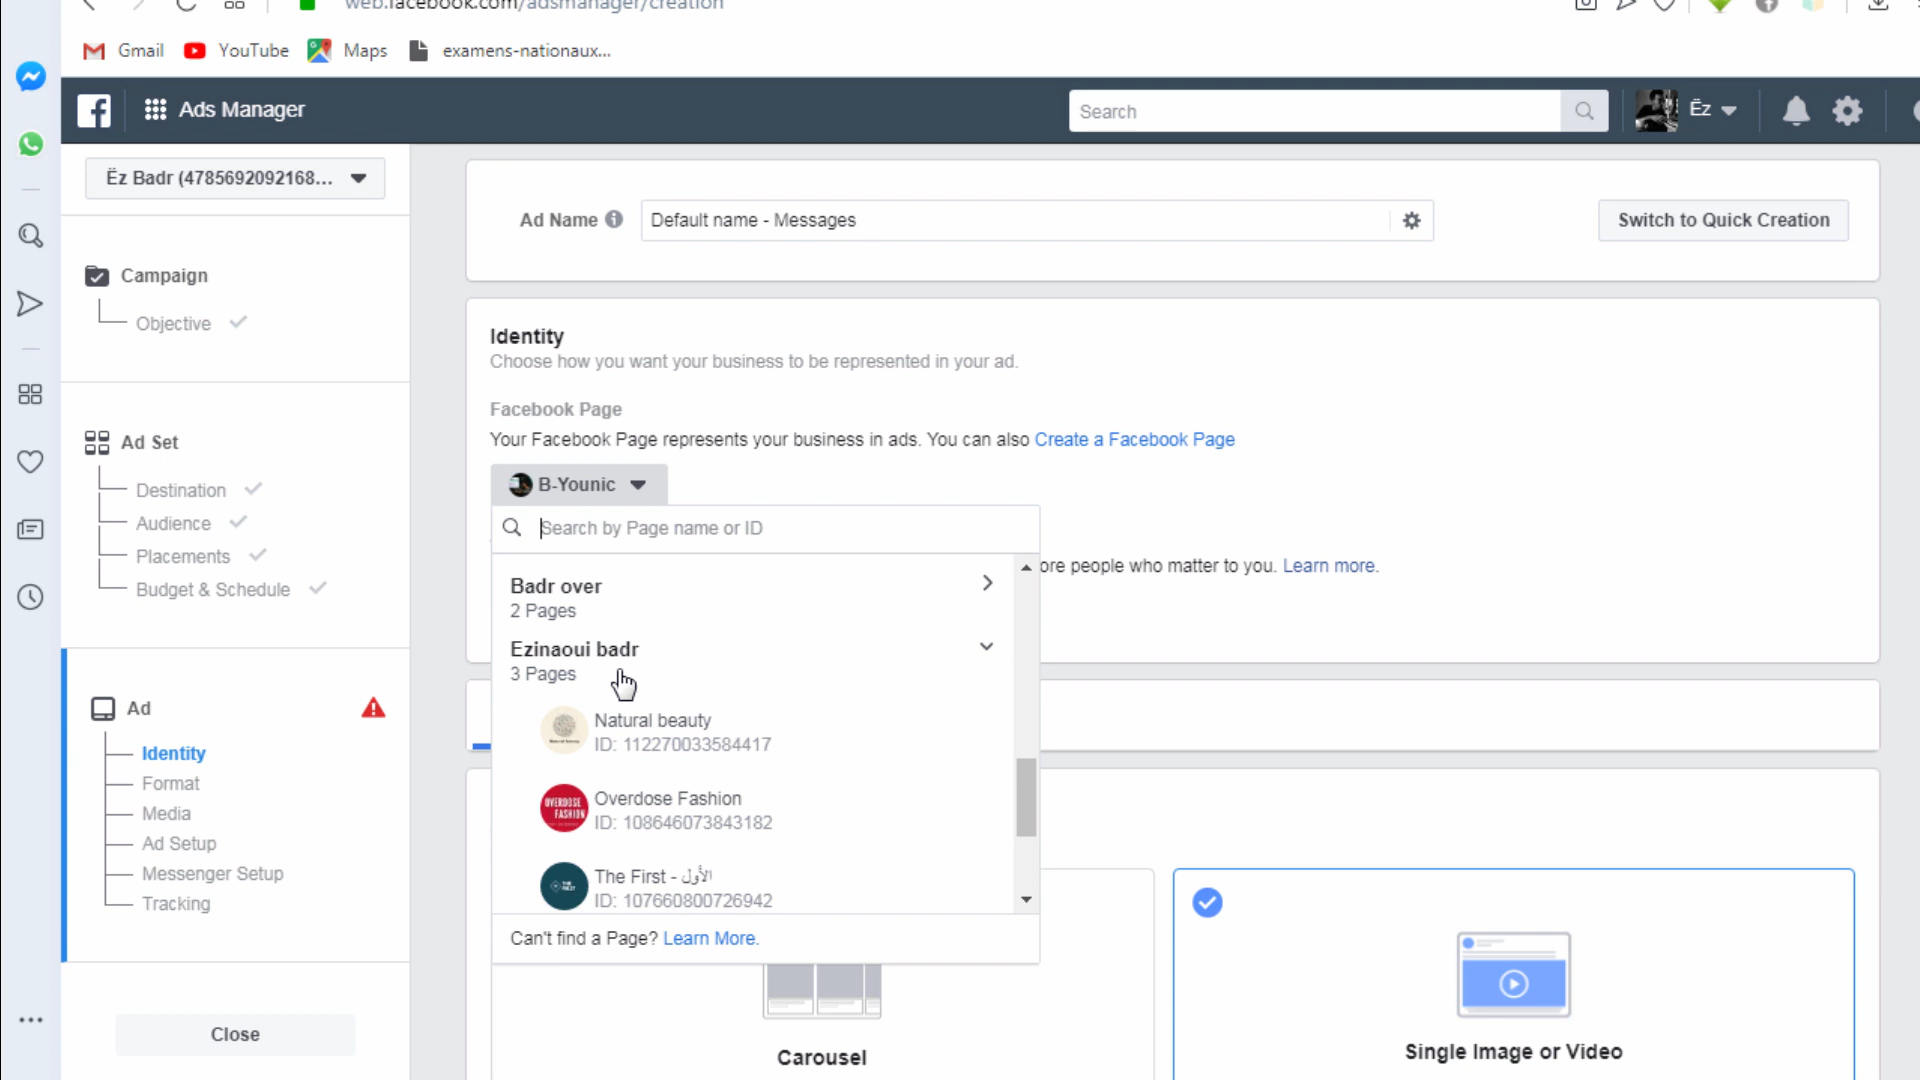 web.facebook.com/adsmanager/creation
Gmail
YouTube
Maps
examens-nationaux...
Ads Manager
Search
Ëz
Ëz Badr (4785692092168...
Ad Name
Default name - Messages
Switch to Quick Creation
Campaign
Objective
Identity
Choose how you want your business to be represented in your ad.
Facebook Page
Your Facebook Page represents your business in ads. You can also Create a Facebook Page
Ad Set
Destination
Audience
Placements
Budget & Schedule
B-Younic
Search by Page name or ID
ore people who matter to you. Learn more.
Badr over
2 Pages
Ezinaoui badr
3 Pages
Natural beauty
ID: 112270033584417
OVERDOSE
FASHION
Overdose Fashion
ID: 108646073843182
THE
FIRST
The First - الأول
ID: 107660800726942
Can't find a Page? Learn More.
Ad
Identity
Format
Media
Ad Setup
Messenger Setup
Tracking
Close
Carousel
Single Image or Video